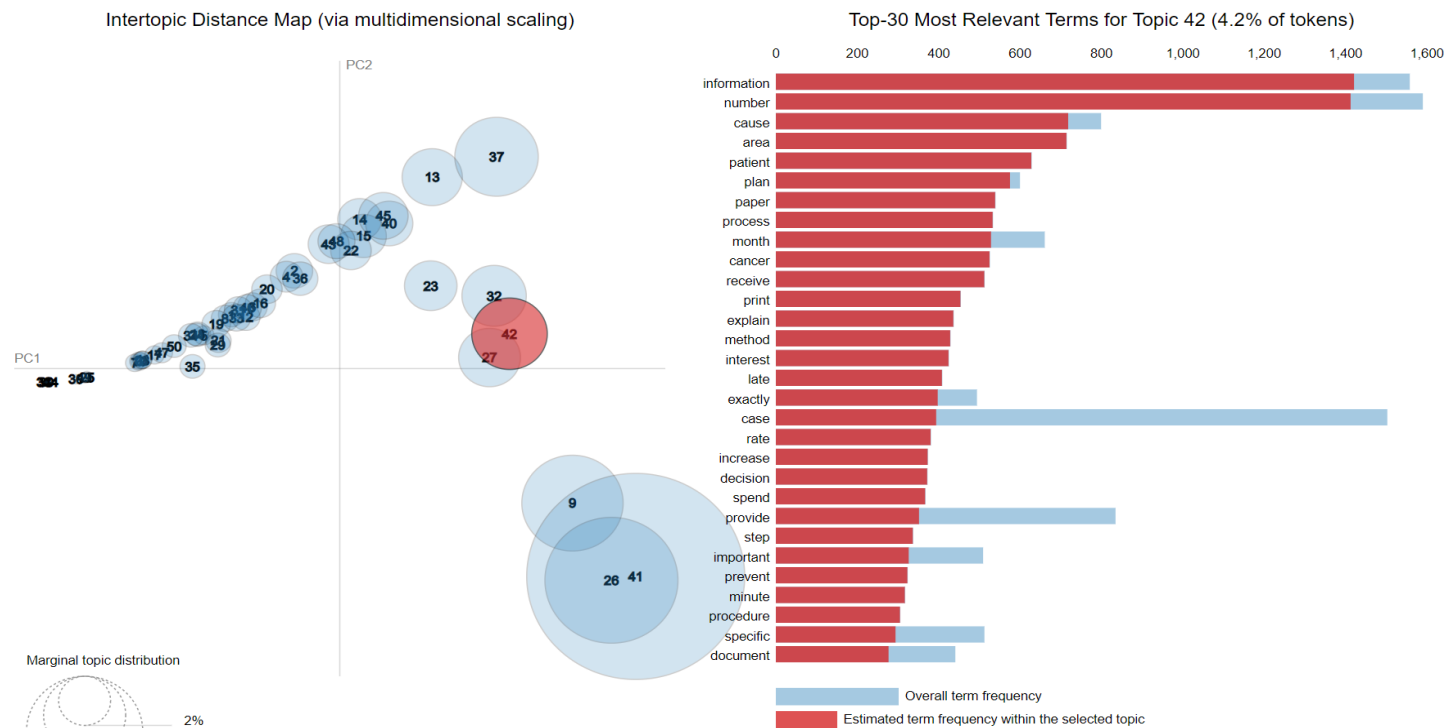 Intertopic Distance Map (via multidimensional scaling)
PC2
PC1
37
13
14
45
40
15
48
22
2
36
20
16
19
50
35
23
32
42
27
9
26
41
Marginal topic distribution
2%
Top-30 Most Relevant Terms for Topic 42 (4.2% of tokens)
0 200 400 600 800 1,000 1,200 1,400 1,600
information
number
cause
area
patient
plan
paper
process
month
cancer
receive
print
explain
method
interest
late
exactly
case
rate
increase
decision
spend
provide
step
important
prevent
minute
procedure
specific
document
Overall term frequency
Estimated term frequency within the selected topic